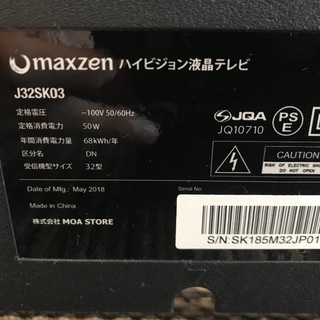 maxzen ハイビジョン液晶テレビ
J32SK03
定格電圧 ~100V 50/60Hz
定格消費電力 50W
年間消費電力量 68kWh/年
区分名 DN
受信機型サイズ 32型
JQA
JQ10710
PS
E
CAUTION
RISK OF ELECTRIC SHOCK
Date of Mfg.: May 2018
Serial No.
Made in China
株式会社 MOA STORE
S/N:SK185M32JP01